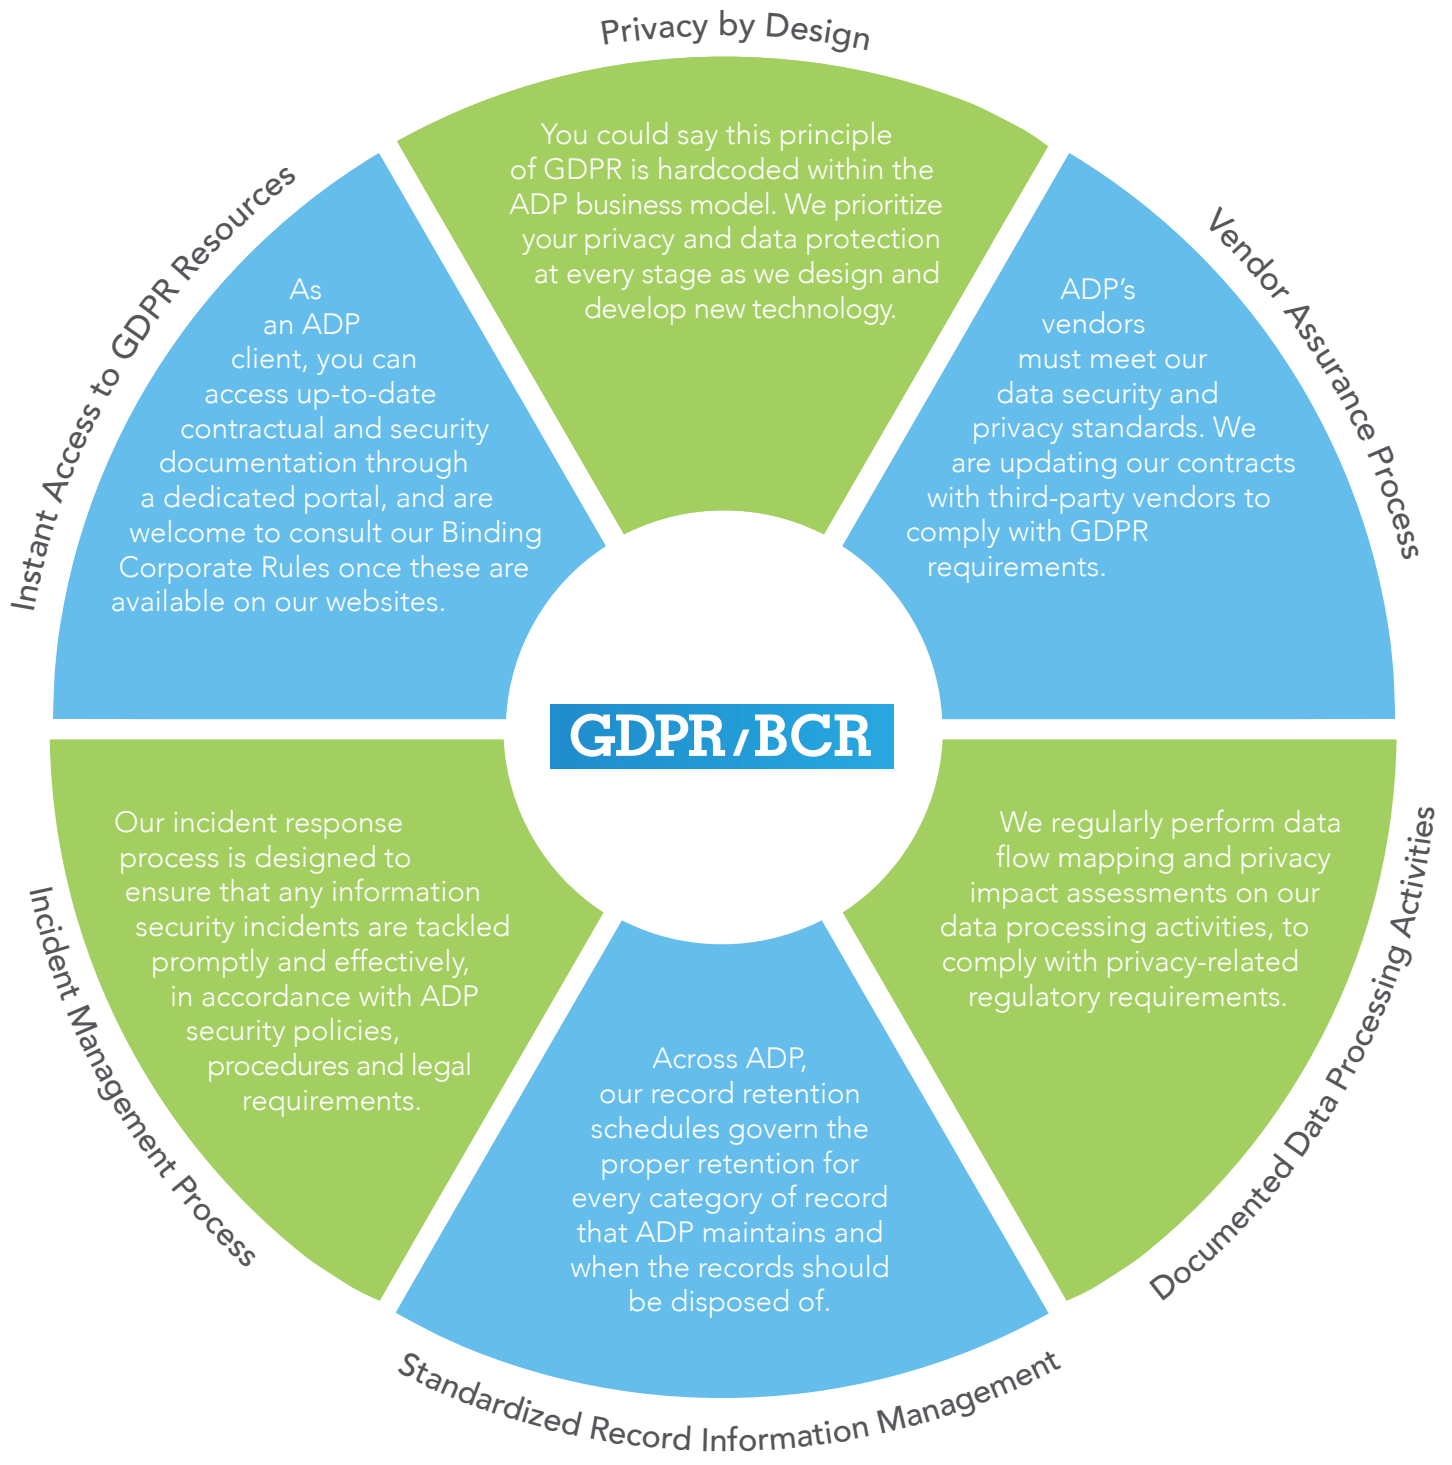 Privacy by Design
You could say this principle
of GDPR is hardcoded within the
ADP business model. We prioritize
your privacy and data protection
at every stage as we design and
develop new technology.
Vendor Assurance Process
ADP’s
vendors
must meet our
data security and
privacy standards. We
are updating our contracts
with third-party vendors to
comply with GDPR
requirements.
Documented Data Processing Activities
We regularly perform data
flow mapping and privacy
impact assessments on our
data processing activities, to
comply with privacy-related
regulatory requirements.
Standardized Record Information Management
Across ADP,
our record retention
schedules govern the
proper retention for
every category of record
that ADP maintains and
when the records should
be disposed of.
Incident Management Process
Our incident response
process is designed to
ensure that any information
security incidents are tackled
promptly and effectively,
in accordance with ADP
security policies,
procedures and legal
requirements.
Instant Access to GDPR Resources
As
an ADP
client, you can
access up-to-date
contractual and security
documentation through
a dedicated portal, and are
welcome to consult our Binding
Corporate Rules once these are
available on our websites.
GDPR/BCR